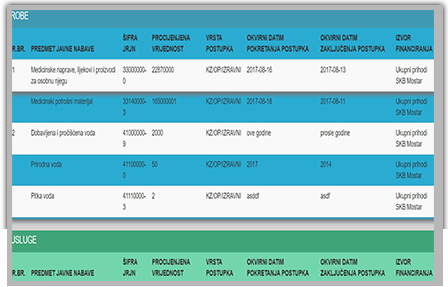 ROBE
R.BR. PREDMET JAVNE NABAVE ŠIFRA JRJN PROCIJENJENA VRIJEDNOST VRSTA POSTUPKA OKVIRNI DATIM POKRETANJA POSTUPKA OKVIRNI DATIM ZAKLJUČENJA POSTUPKA IZVOR FINANCIRANJA
1 Medicinske naprave, lijekovi i proizvodi za osobnu njegu 33000000-0 22870000 KZ/OP/IZRAVNI 2017-08-16 2017-08-13 Ukupni prihodi SKB Mostar
Medicinski potrošni materijal 33140000-3 165000001 KZ/OP/IZRAVNI 2017-08-18 2017-08-11 Ukupni prihodi SKB Mostar
2 Dobavljena i pročišćena voda 41000000-9 2000 KZ/OP/IZRAVNI ove godine prosle godine Ukupni prihodi SKB Mostar
Prirodna voda 41100000-0 50 KZ/OP/IZRAVNI 2017 2014 Ukupni prihodi SKB Mostar
Pitka voda 41110000-3 2 KZ/OP/IZRAVNI asddf asdf Ukupni prihodi SKB Mostar
USLUGE
R.BR. PREDMET JAVNE NABAVE ŠIFRA JRJN PROCIJENJENA VRIJEDNOST VRSTA POSTUPKA OKVIRNI DATIM POKRETANJA POSTUPKA OKVIRNI DATIM ZAKLJUČENJA POSTUPKA IZVOR FINANCIRANJA